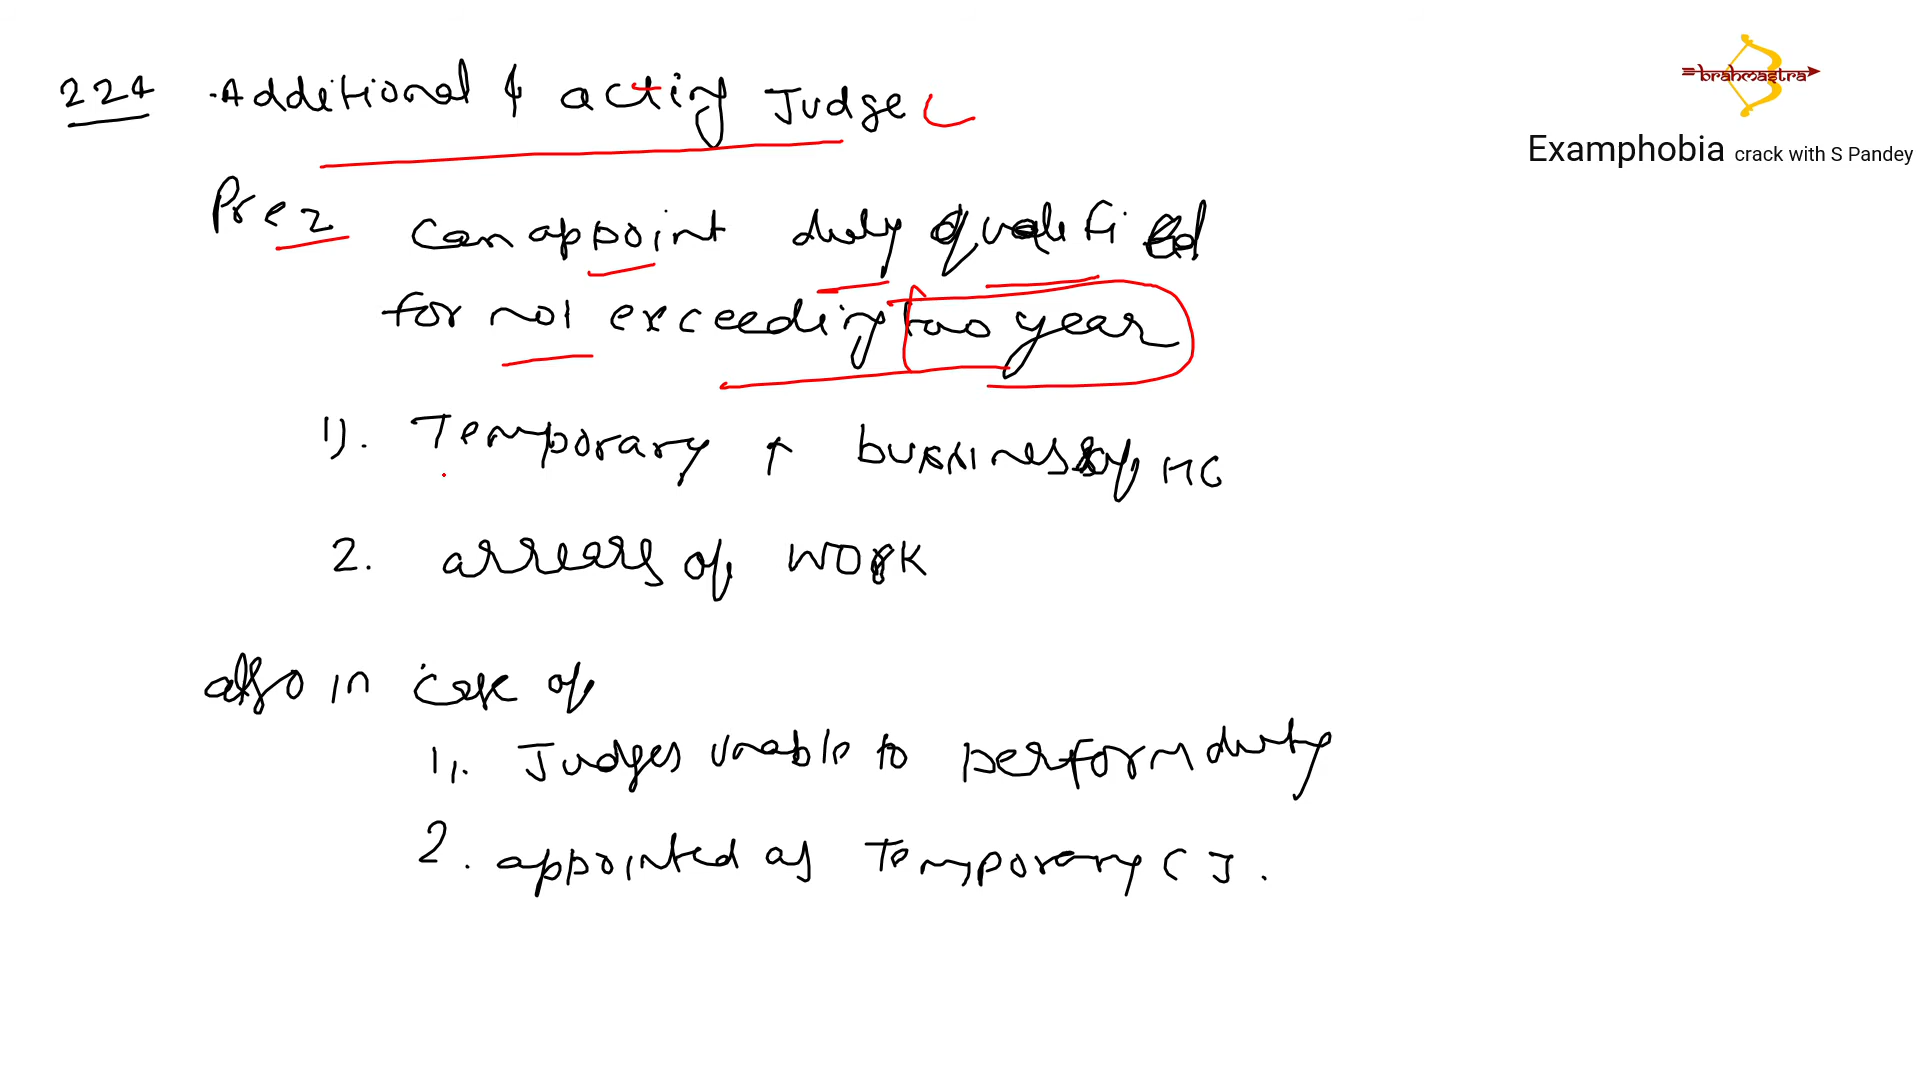 224 Additional & acting Judge
brahmastra
Examphobia crack with S Pandey
Prez can appoint duly qualified
for not exceeding two year
1). Temporary ↑ bussiness of HC
2. arrears of work
also in case of
1). Judges unable to perform duty
2. appointed as Temporary CJ.